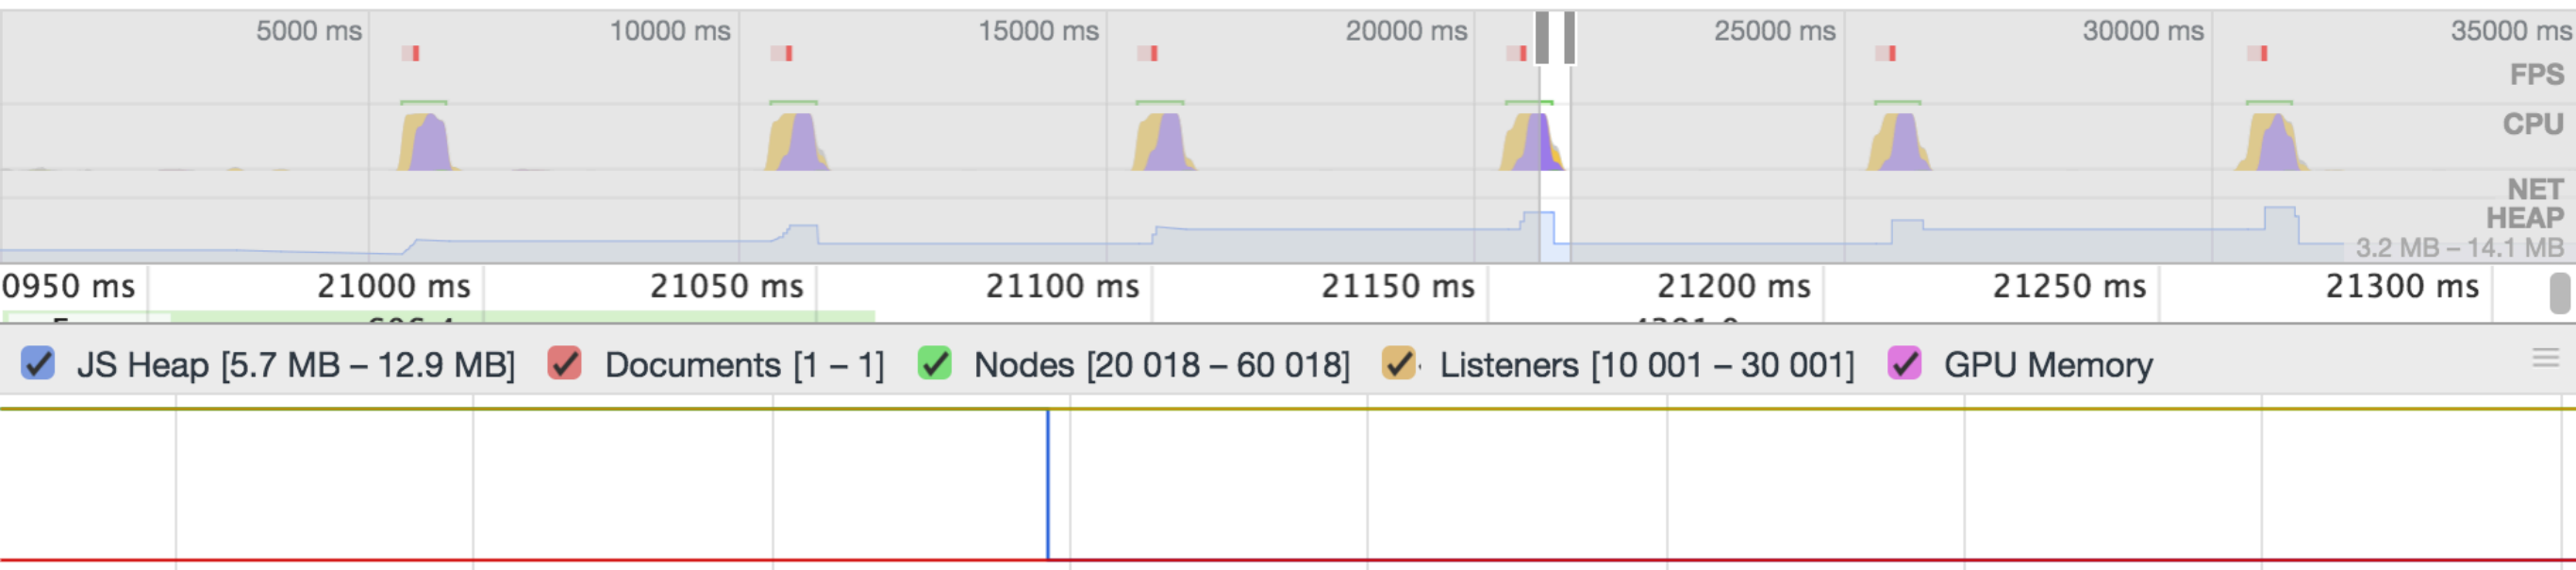 5000 ms 10000 ms 15000 ms 20000 ms 25000 ms 30000 ms 35000 ms
FPS
CPU
NET
HEAP
3.2 MB – 14.1 MB
0950 ms 21000 ms 21050 ms 21100 ms 21150 ms 21200 ms 21250 ms 21300 ms
JS Heap [5.7 MB – 12.9 MB] Documents [1 – 1] Nodes [20 018 – 60 018] Listeners [10 001 – 30 001] GPU Memory